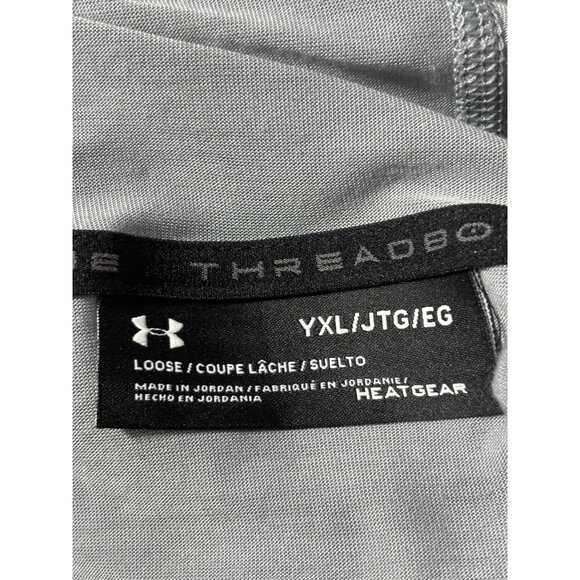 THREADBO
YXL/JTG/EG
LOOSE / COUPE LÂCHE / SUELTO
MADE IN JORDAN / FABRIQUÉ EN JORDANIE /
HECHO EN JORDANIA
HEATGEAR